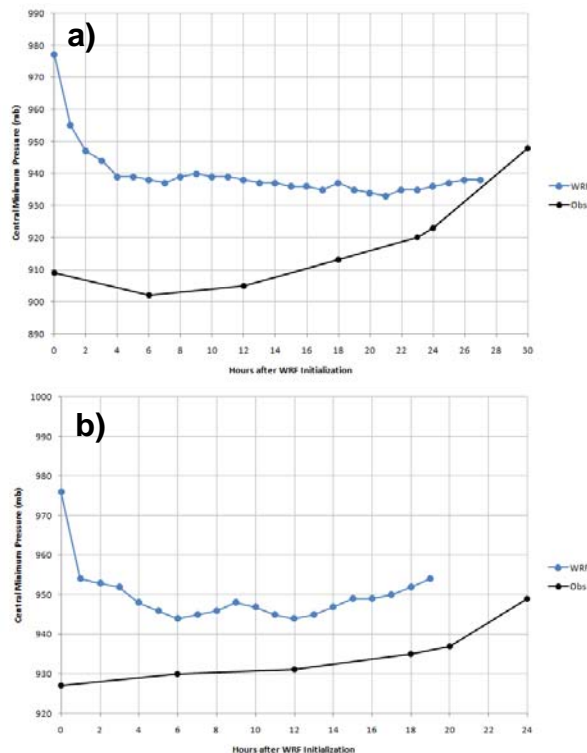 a)
980
970
960
950
940
930
920
910
900
890
Central Minimum Pressure (mb)
WRF
Obs
0 2 4 6 8 10 12 14 16 18 20 22 24 26 28 30
Hours after WRF Initialization
b)
1000
990
980
970
960
950
940
930
920
Central Minimum Pressure (mb)
WRF
Obs
0 2 4 6 8 10 12 14 16 18 20 22 24
Hours after WRF Initialization